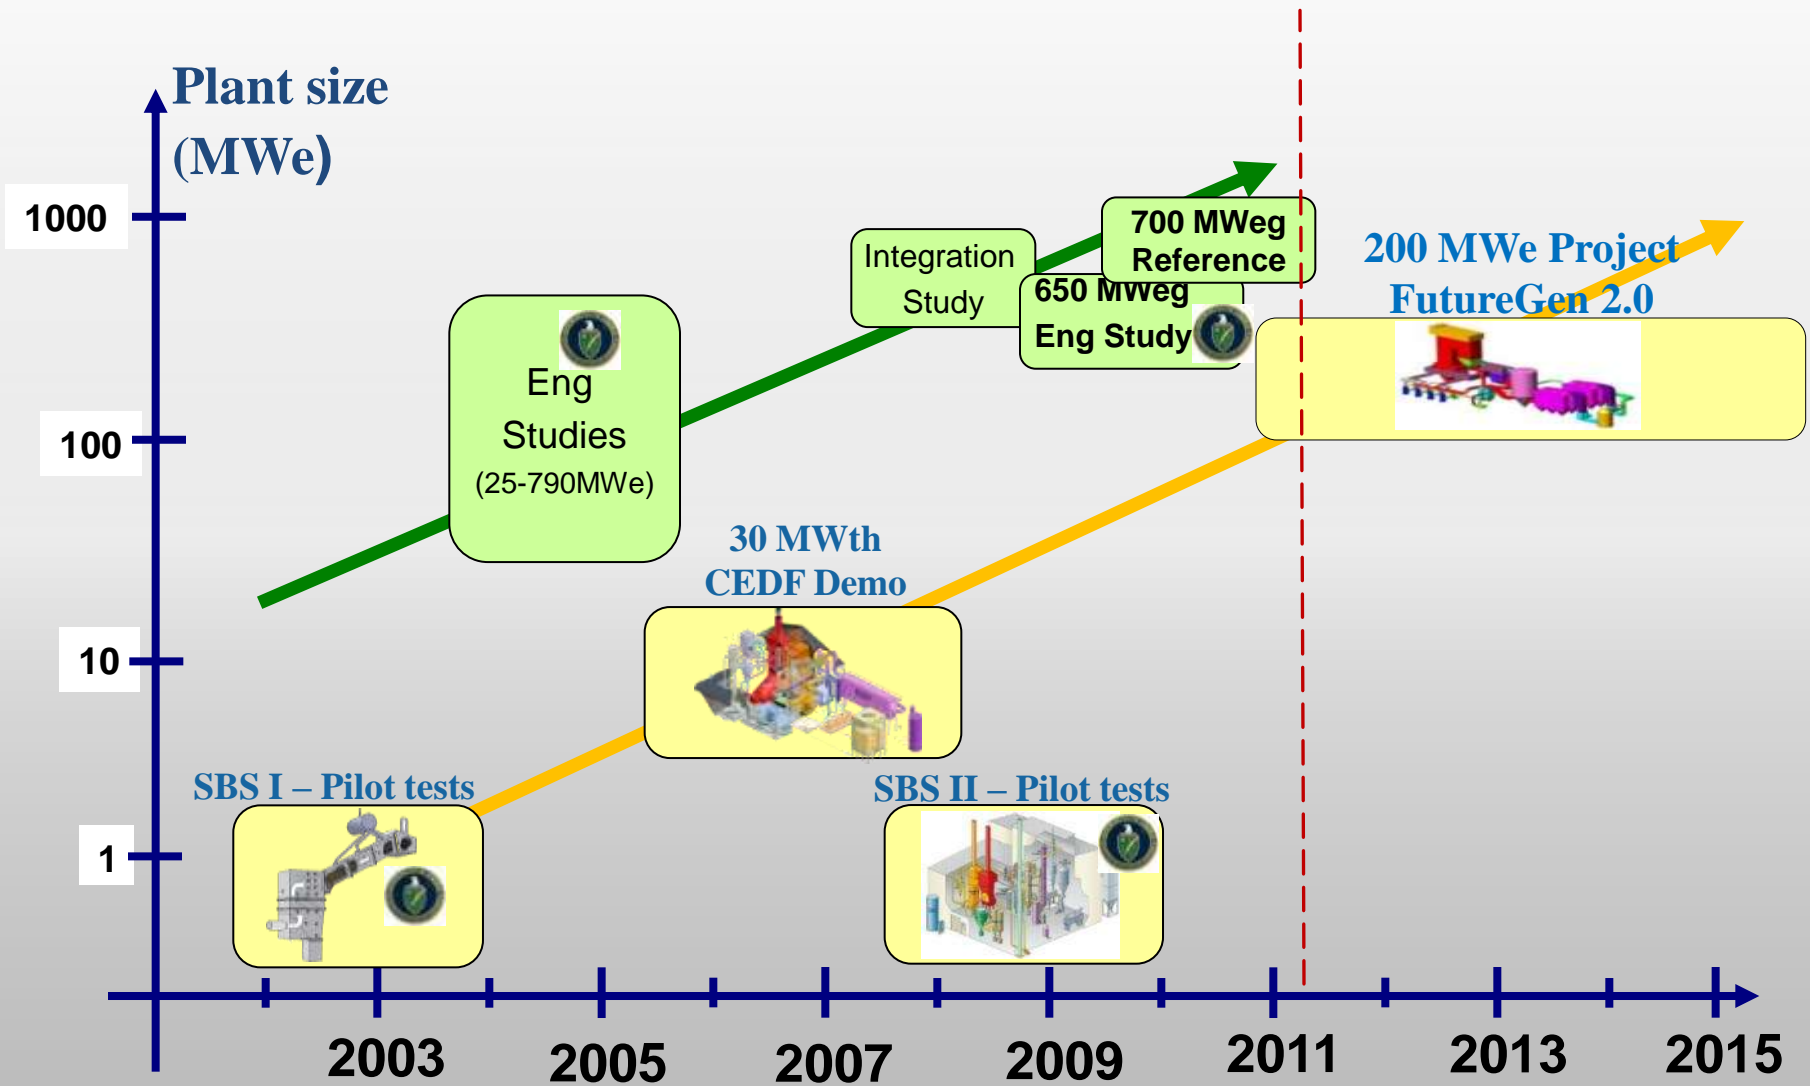 Plant size
(MWe)
1000
100
10
1
Eng
Studies
(25-790MWe)
Integration
Study
650 MWeg
Eng Study
700 MWeg
Reference
200 MWe Project
FutureGen 2.0
30 MWth
CEDF Demo
SBS I – Pilot tests
SBS II – Pilot tests
2003
2005
2007
2009
2011
2013
2015